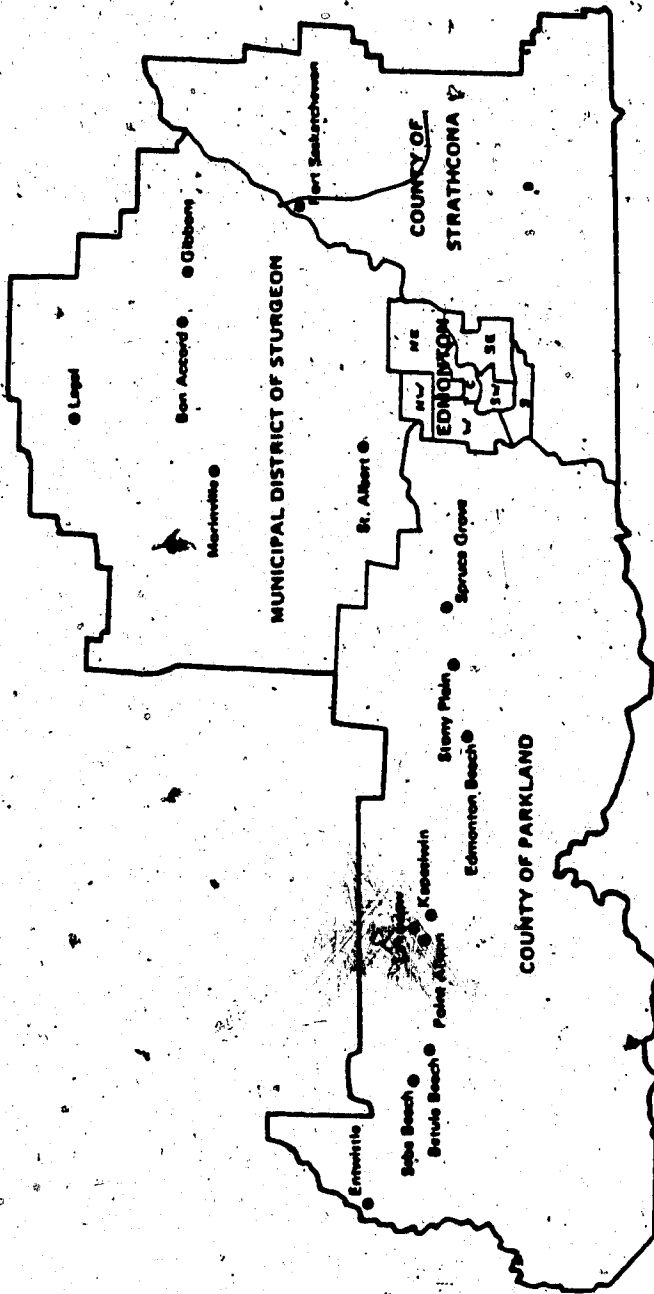 Legal
Bon Accord
Gibbons
Morinville
MUNICIPAL DISTRICT OF STURGEON
Fort Saskatchewan
St. Albert
Entwistle
COUNTY OF
STRATHCONA
NW
NE
EDMONTON
W
C
SE
SW
S
Seba Beach
Betula Beach
Kapasiwin
Point Alison
Stony Plain
Spruce Grove
Edmonton Beach
COUNTY OF PARKLAND